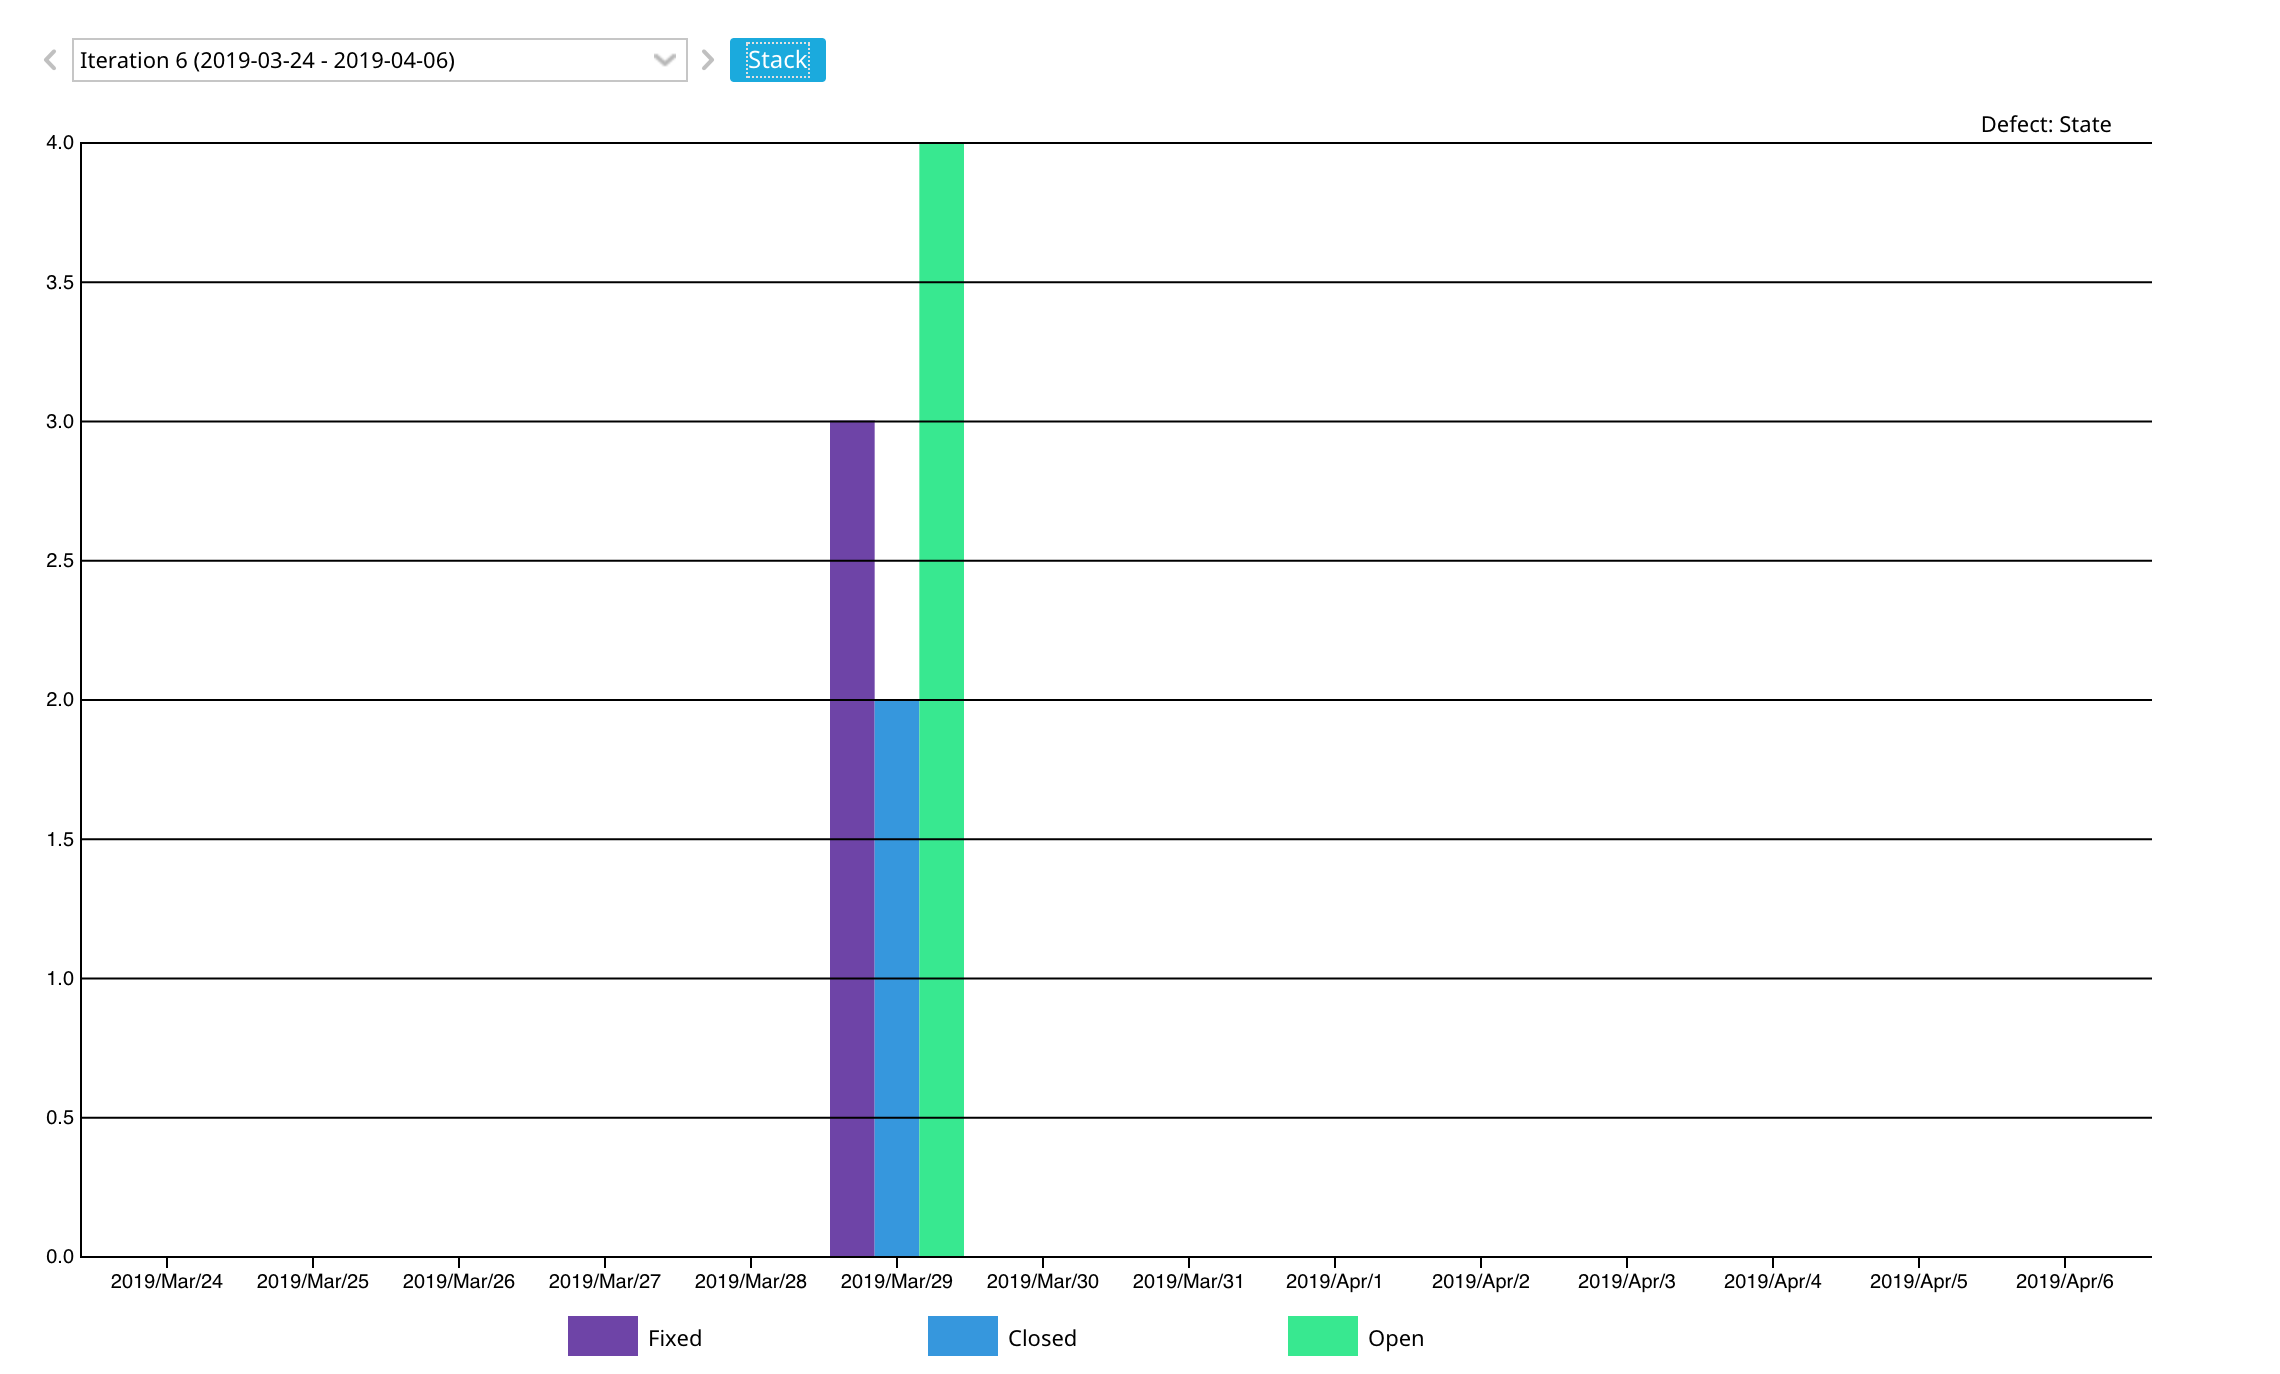 Iteration 6 (2019-03-24 - 2019-04-06) Stack
Defect: State
4.0
3.5
3.0
2.5
2.0
1.5
1.0
0.5
0.0
2019/Mar/24 2019/Mar/25 2019/Mar/26 2019/Mar/27 2019/Mar/28 2019/Mar/29 2019/Mar/30 2019/Mar/31 2019/Apr/1 2019/Apr/2 2019/Apr/3 2019/Apr/4 2019/Apr/5 2019/Apr/6
Fixed Closed Open